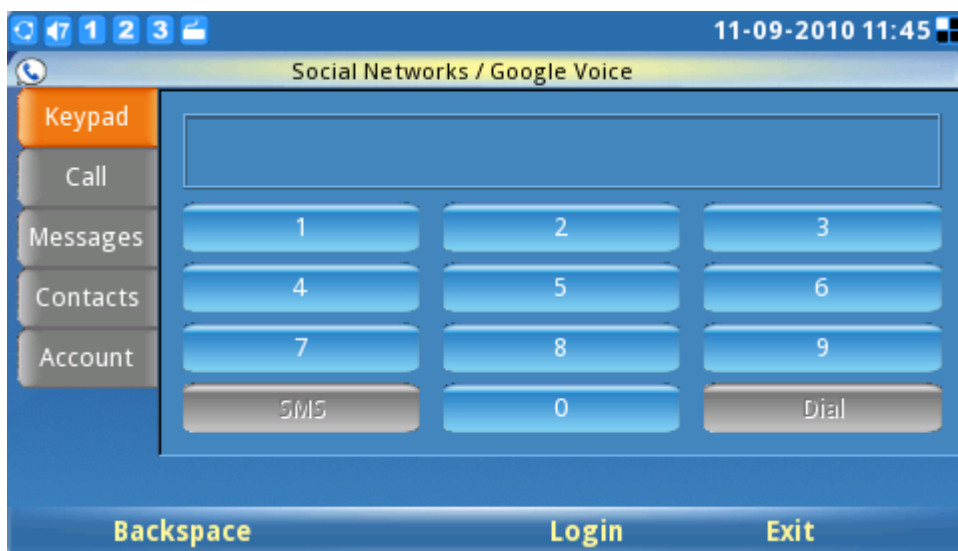 47 1 2 3 11-09-2010 11:45
Social Networks / Google Voice
Keypad
Call
Messages
Contacts
Account
1 2 3
4 5 6
7 8 9
SMS 0 Dial
Backspace Login Exit